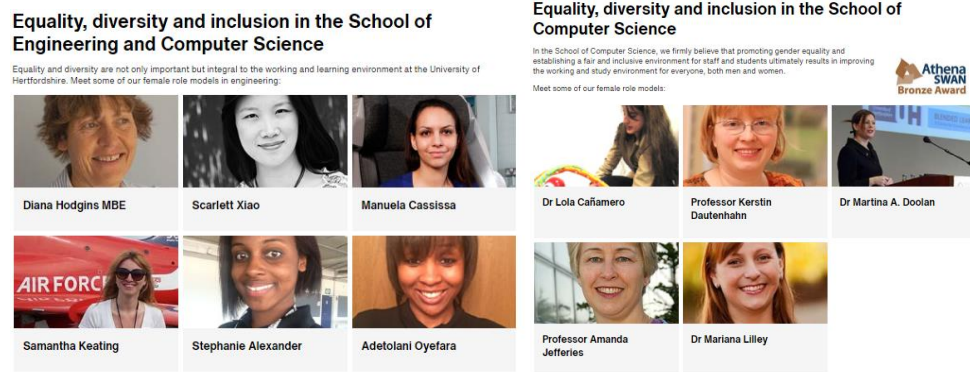 Equality, diversity and inclusion in the School of
Engineering and Computer Science
Equality and diversity are not only important but integral to the working and learning environment at the University of
Hertfordshire. Meet some of our female role models in engineering:
Diana Hodgins MBE
Scarlett Xiao
Manuela Cassissa
AIR FORCE
Samantha Keating
Stephanie Alexander
Adetolani Oyefara
Equality, diversity and inclusion in the School of
Computer Science
In the School of Computer Science, we firmly believe that promoting gender equality and
establishing a fair and inclusive environment for staff and students ultimately results in improving
the working and study environment for everyone, both men and women.
Meet some of our female role models:
Athena
SWAN
Bronze Award
UH
Dr Lola Cañamero
Professor Kerstin
Dautenhahn
Dr Martina A. Doolan
Professor Amanda
Jefferies
Dr Mariana Lilley